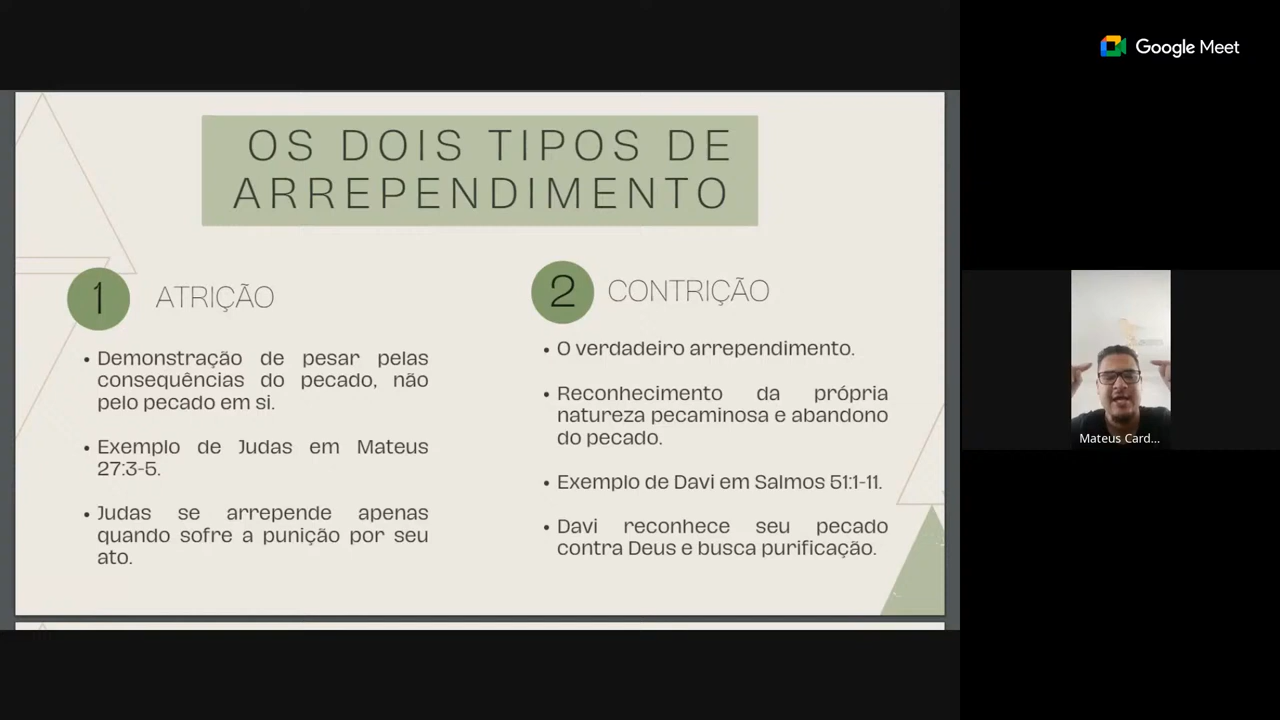 Google Meet
OS DOIS TIPOS DE
ARREPENDIMENTO
1 ATRIÇÃO
• Demonstração de pesar pelas
consequências do pecado, não
pelo pecado em si.
• Exemplo de Judas em Mateus
27:3-5.
• Judas se arrepende apenas
quando sofre a punição por seu
ato.
2 CONTRIÇÃO
• O verdadeiro arrependimento.
• Reconhecimento da própria
natureza pecaminosa e abandono
do pecado.
• Exemplo de Davi em Salmos 51:1-11.
• Davi reconhece seu pecado
contra Deus e busca purificação.
Mateus Card...